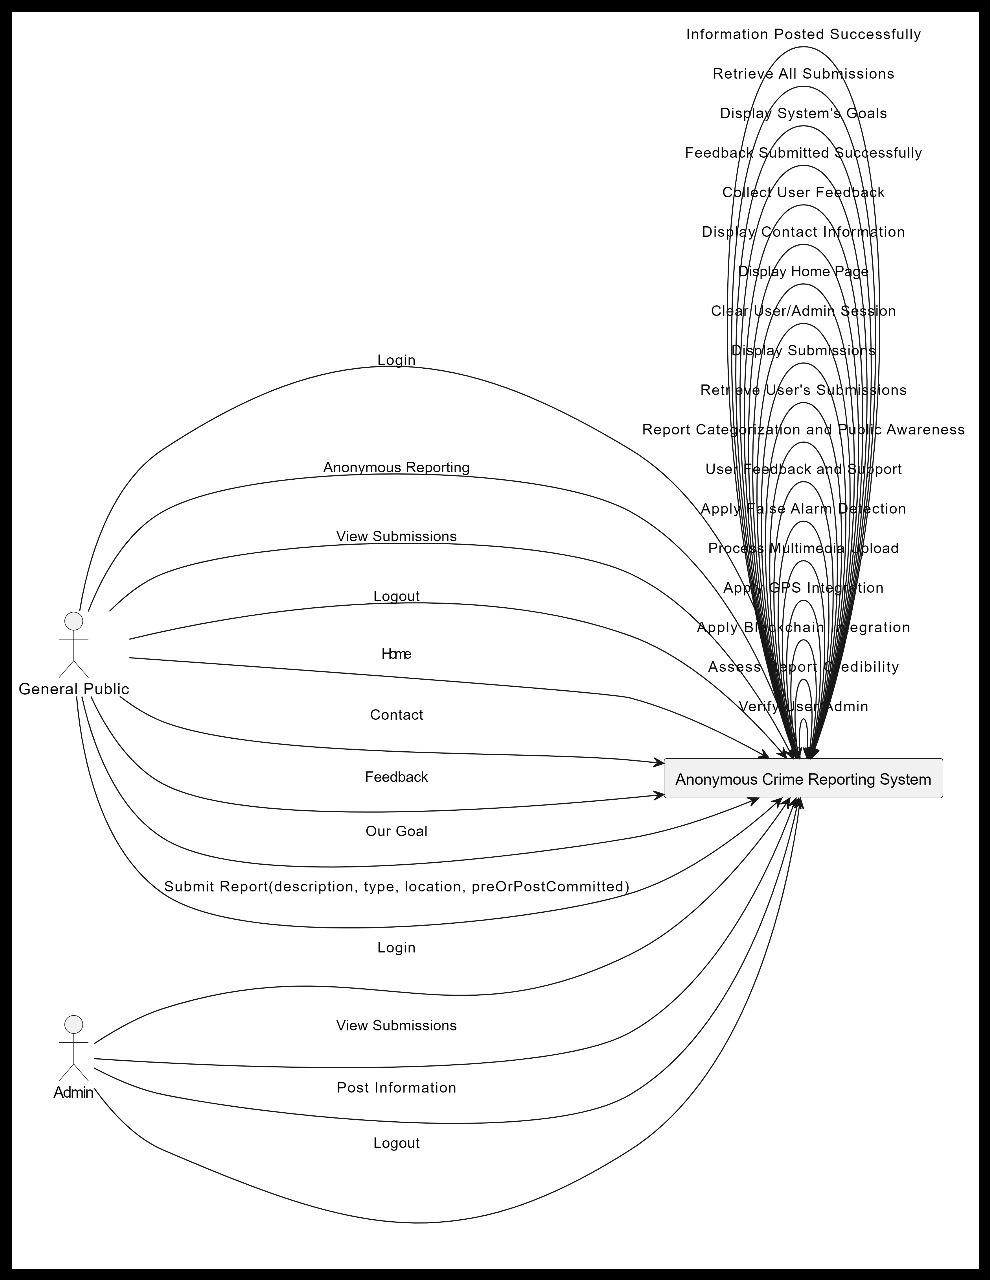 Information Posted Successfully
Retrieve All Submissions
Display System's Goals
Feedback Submitted Successfully
Collect User Feedback
Display Contact Information
Display Home Page
Clear User/Admin Session
Display Submissions
Retrieve User's Submissions
Report Categorization and Public Awareness
User Feedback and Support
Apply False Alarm Detection
Process Multimedia Upload
Apply GPS Integration
Apply Blockchain Integration
Assess Report Credibility
Verify User/Admin
Login
Anonymous Reporting
View Submissions
Logout
Home
General Public
Contact
Feedback
Anonymous Crime Reporting System
Our Goal
Submit Report(description, type, location, preOrPostCommitted)
Login
View Submissions
Admin
Post Information
Logout